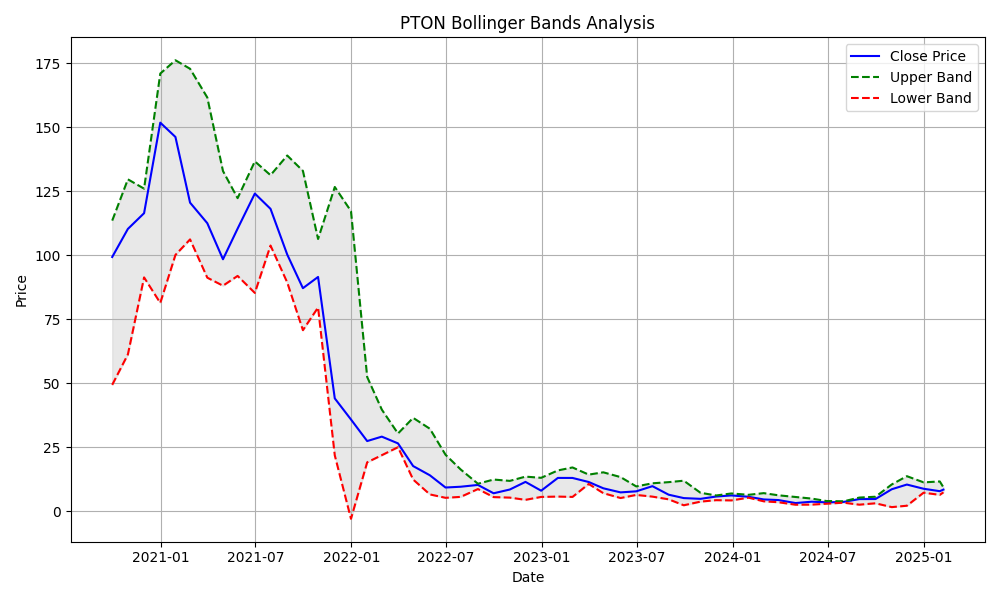 PTON Bollinger Bands Analysis
Close Price
Upper Band
Lower Band
Price
175
150
125
100
75
50
25
0
2021-01 2021-07 2022-01 2022-07 2023-01 2023-07 2024-01 2024-07 2025-01
Date